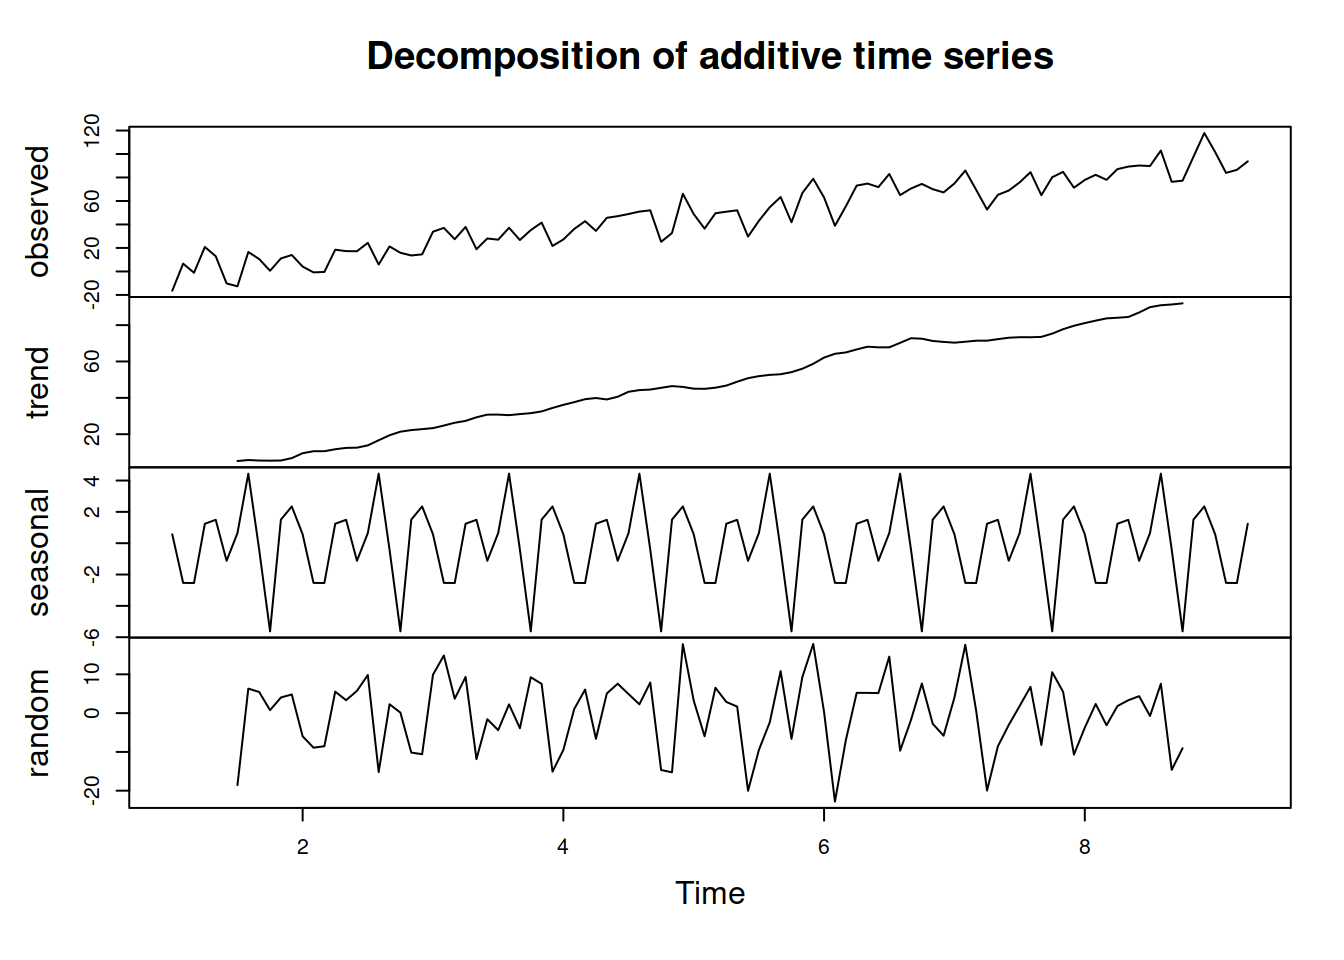 Decomposition of additive time series
observed
-20 20 60 120
trend
20 60
seasonal
-6 -2 2 4
random
-20 0 10
2 4 6 8
Time